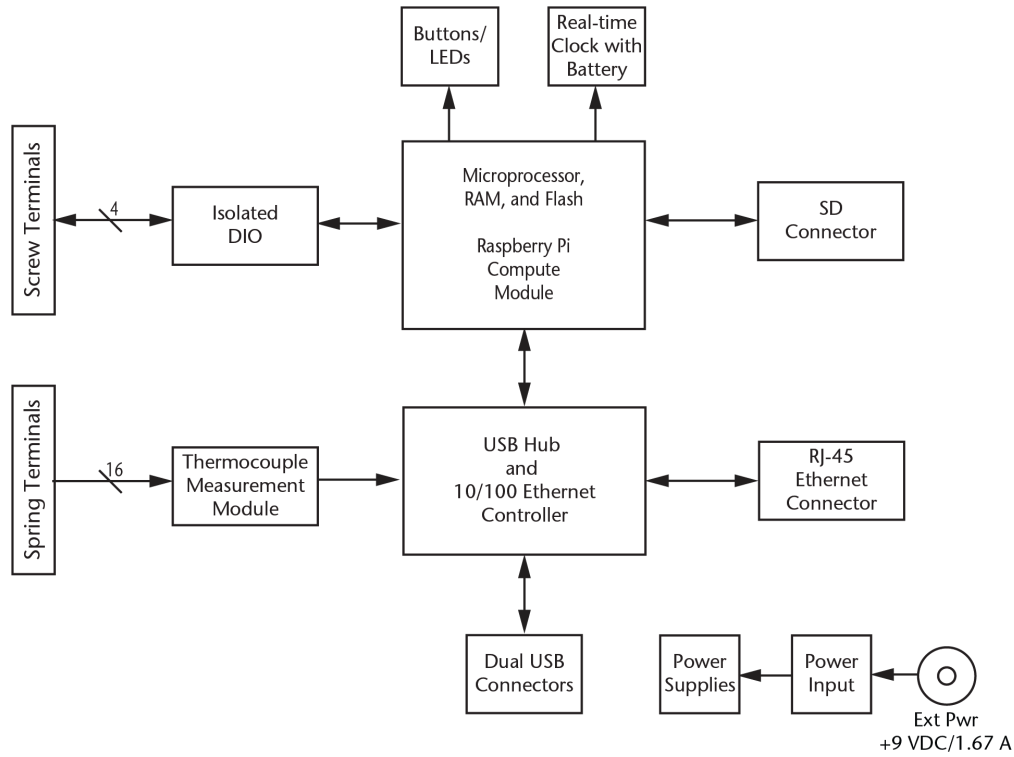 Buttons/
LEDs
Real-time
Clock with
Battery
Screw Terminals
4
Isolated
DIO
Microprocessor,
RAM, and Flash
Raspberry Pi
Compute
Module
SD
Connector
Spring Terminals
16
Thermocouple
Measurement
Module
USB Hub
and
10/100 Ethernet
Controller
RJ-45
Ethernet
Connector
Dual USB
Connectors
Power
Supplies
Power
Input
Ext Pwr
+9 VDC/1.67 A